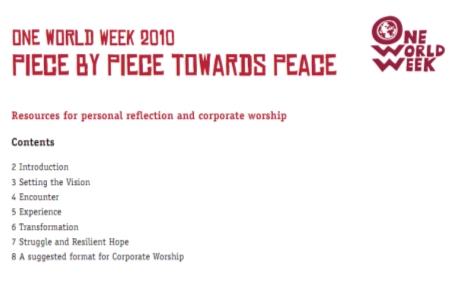 ONE WORLD WEEK 2010
PIECE BY PIECE TOWARDS PEACE
ONE
WORLD
WEEK
Resources for personal reflection and corporate worship
Contents
2 Introduction
3 Setting the Vision
4 Encounter
5 Experience
6 Transformation
7 Struggle and Resilient Hope
8 A suggested format for Corporate Worship